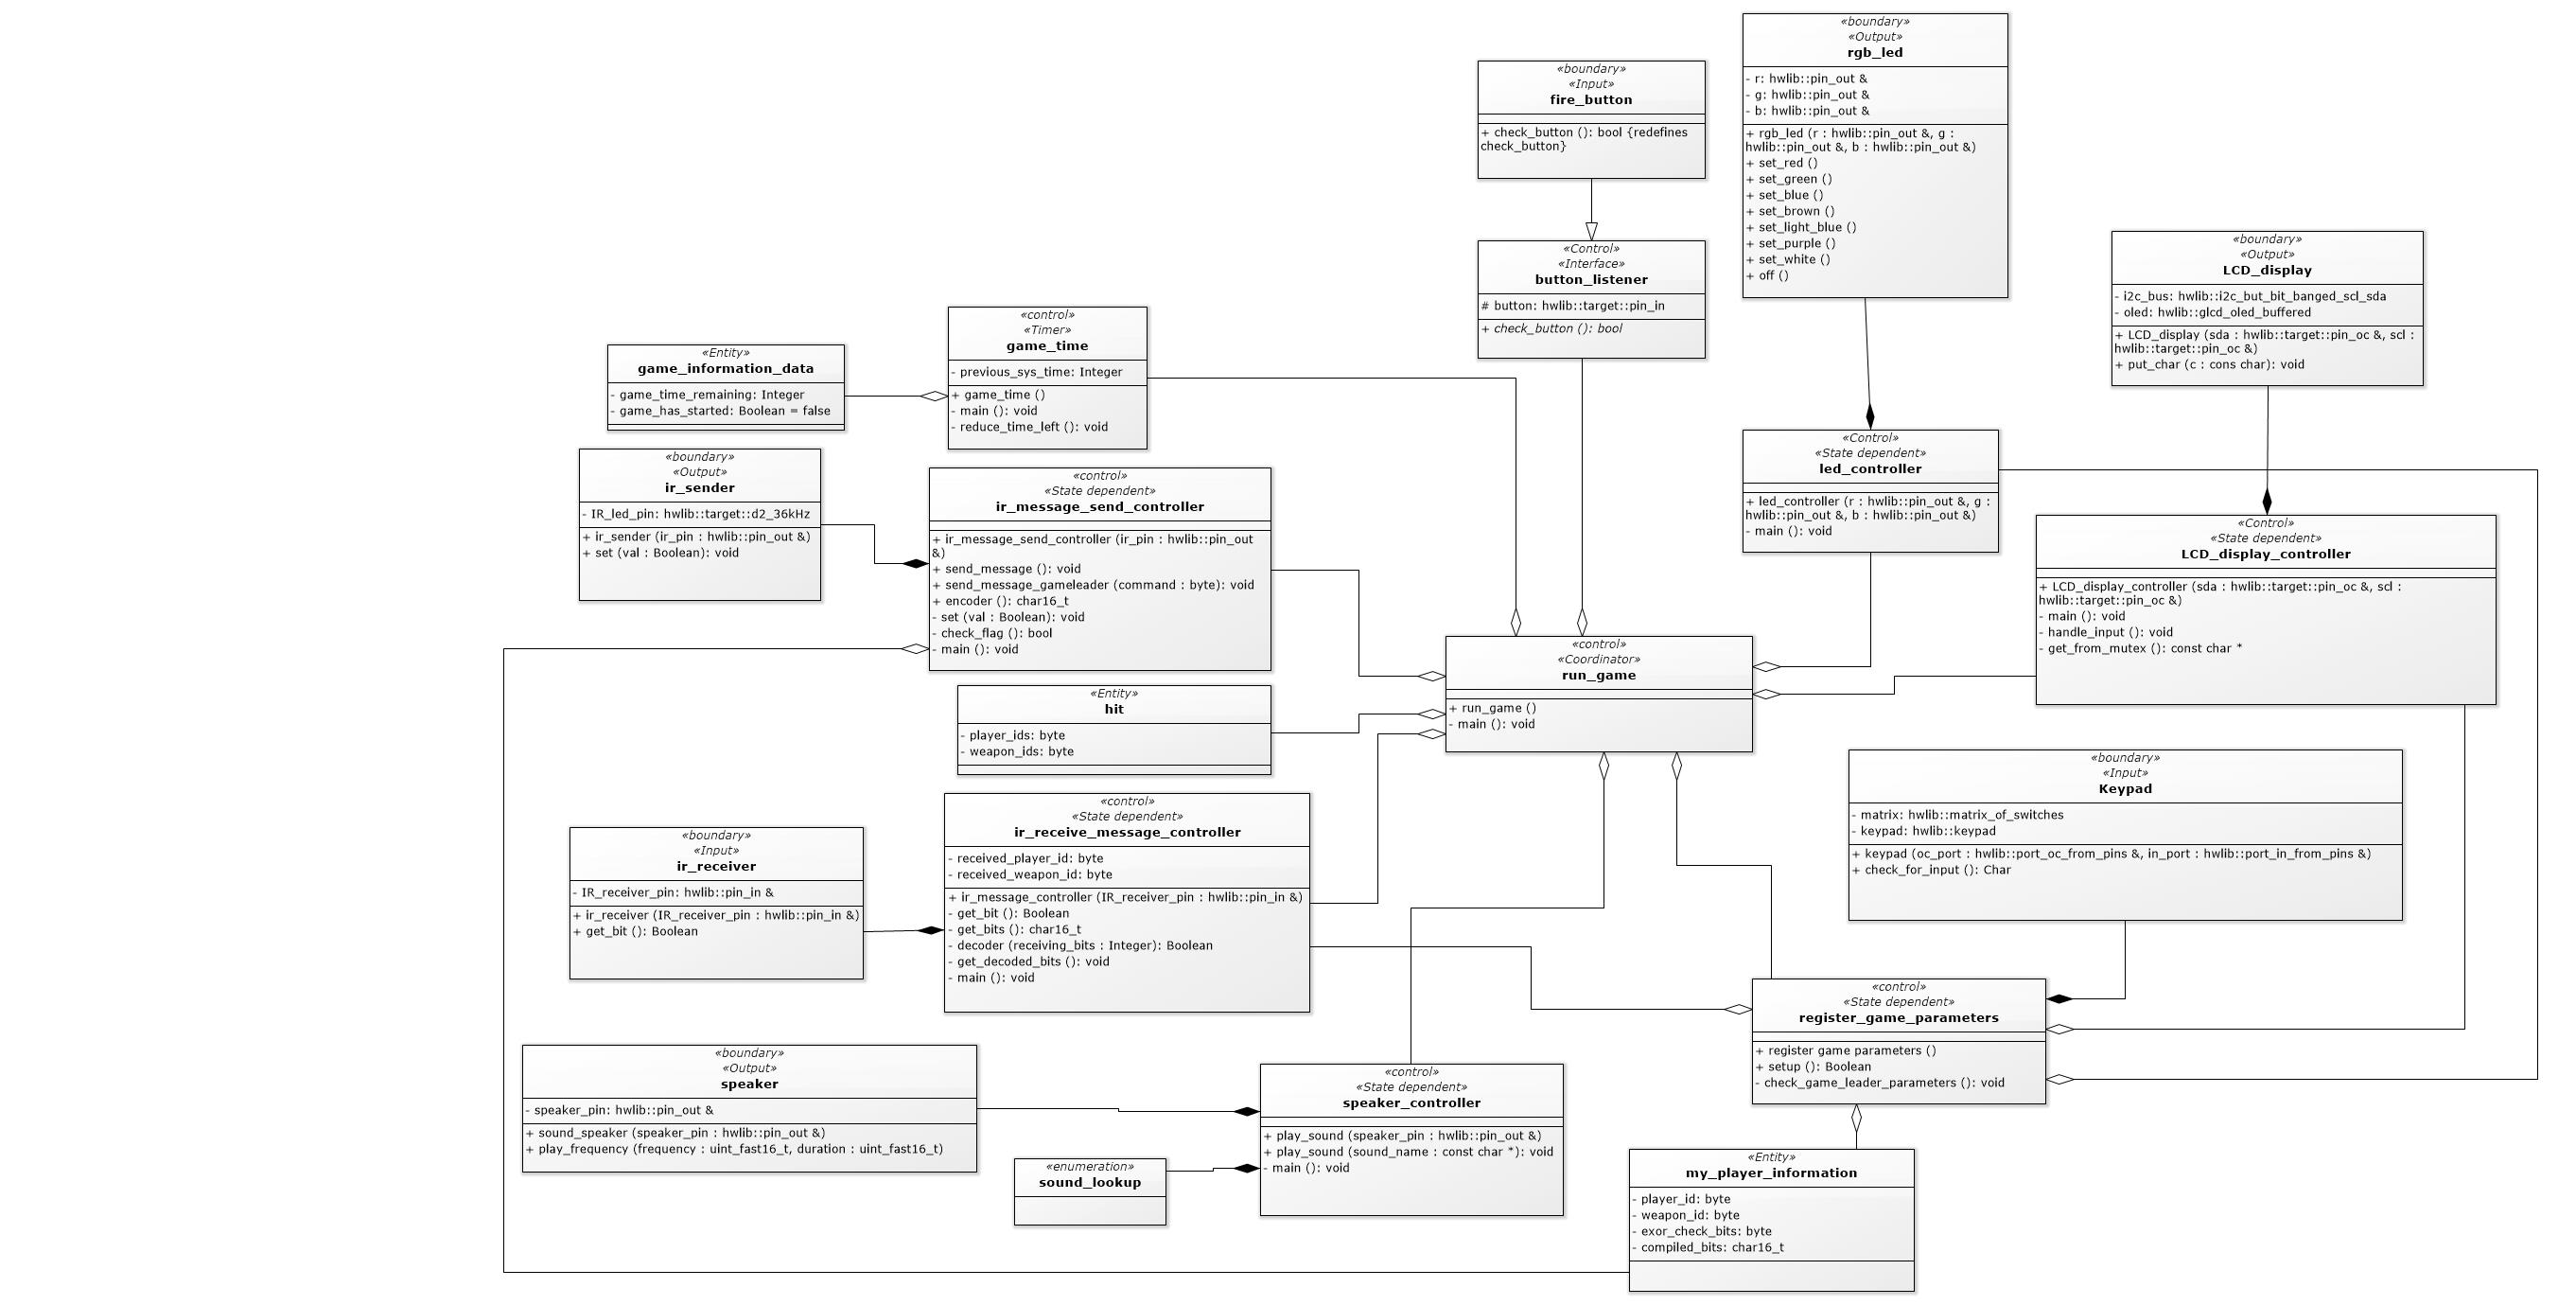 «boundary»
«Output»
rgb_led
- r: hwlib::pin_out &
- g: hwlib::pin_out &
- b: hwlib::pin_out &
+ rgb_led (r : hwlib::pin_out &, g :
hwlib::pin_out &, b : hwlib::pin_out &)
+ set_red ()
+ set_green ()
+ set_blue ()
+ set_brown ()
+ set_light_blue ()
+ set_purple ()
+ set_white ()
+ off ()
«boundary»
«Input»
fire_button
+ check_button (): bool {redefines
check_button}
«Control»
«Interface»
button_listener
# button: hwlib::target::pin_in
+ check_button (): bool
«boundary»
«Output»
LCD_display
- i2c_bus: hwlib::i2c_but_bit_banged_scl_sda
- oled: hwlib::glcd_oled_buffered
+ LCD_display (sda : hwlib::target::pin_oc &, scl :
hwlib::target::pin_oc &)
+ put_char (c : cons char): void
«control»
«Timer»
game_time
- previous_sys_time: Integer
+ game_time ()
- main (): void
- reduce_time_left (): void
«Entity»
game_information_data
- game_time_remaining: Integer
- game_has_started: Boolean = false
«boundary»
«Output»
ir_sender
- IR_led_pin: hwlib::target::d2_36kHz
+ ir_sender (ir_pin : hwlib::pin_out &)
+ set (val : Boolean): void
«control»
«State dependent»
ir_message_send_controller
+ ir_message_send_controller (ir_pin : hwlib::pin_out
&)
+ send_message (): void
+ send_message_gameleader (command : byte): void
+ encoder (): char16_t
- set (val : Boolean): void
- check_flag (): bool
- main (): void
«Control»
«State dependent»
led_controller
+ led_controller (r : hwlib::pin_out &, g :
hwlib::pin_out &, b : hwlib::pin_out &)
- main (): void
«Control»
«State dependent»
LCD_display_controller
+ LCD_display_controller (sda : hwlib::target::pin_oc &, scl :
hwlib::target::pin_oc &)
- main (): void
- handle_input (): void
- get_from_mutex (): const char *
«control»
«Coordinator»
run_game
+ run_game ()
- main (): void
«Entity»
hit
- player_ids: byte
- weapon_ids: byte
«boundary»
«Input»
Keypad
- matrix: hwlib::matrix_of_switches
- keypad: hwlib::keypad
+ keypad (oc_port : hwlib::port_oc_from_pins &, in_port : hwlib::port_in_from_pins &)
+ check_for_input (): Char
«control»
«State dependent»
ir_receive_message_controller
- received_player_id: byte
- received_weapon_id: byte
+ ir_message_controller (IR_receiver_pin : hwlib::pin_in &)
- get_bit (): Boolean
- get_bits (): char16_t
- decoder (receiving_bits : Integer): Boolean
- get_decoded_bits (): void
- main (): void
«boundary»
«Input»
ir_receiver
- IR_receiver_pin: hwlib::pin_in &
+ ir_receiver (IR_receiver_pin : hwlib::pin_in &)
+ get_bit (): Boolean
«control»
«State dependent»
register_game_parameters
+ register game parameters ()
+ setup (): Boolean
- check_game_leader_parameters (): void
«boundary»
«Output»
speaker
- speaker_pin: hwlib::pin_out &
+ sound_speaker (speaker_pin : hwlib::pin_out &)
+ play_frequency (frequency : uint_fast16_t, duration : uint_fast16_t)
«control»
«State dependent»
speaker_controller
+ play_sound (speaker_pin : hwlib::pin_out &)
+ play_sound (sound_name : const char *): void
- main (): void
«enumeration»
sound_lookup
«Entity»
my_player_information
- player_id: byte
- weapon_id: byte
- exor_check_bits: byte
- compiled_bits: char16_t